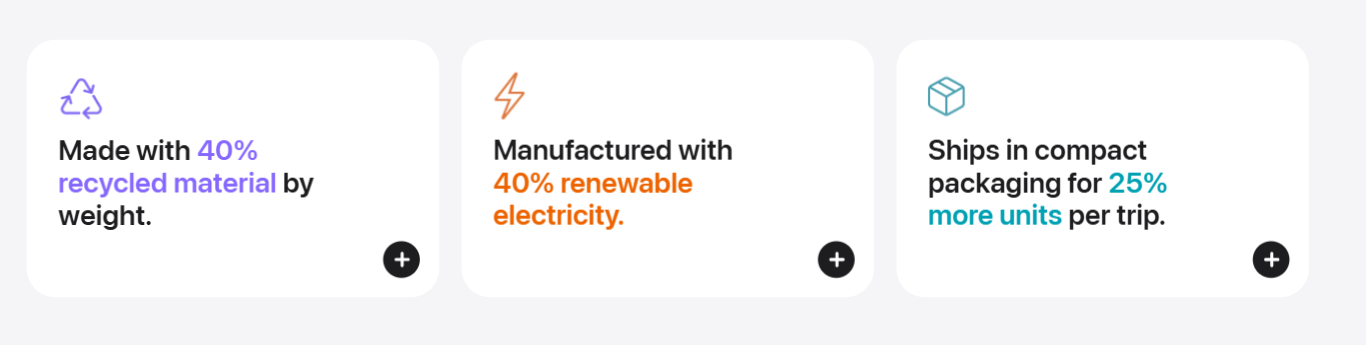 Made with 40%
recycled material by
weight.
Manufactured with
40% renewable
electricity.
Ships in compact
packaging for 25%
more units per trip.